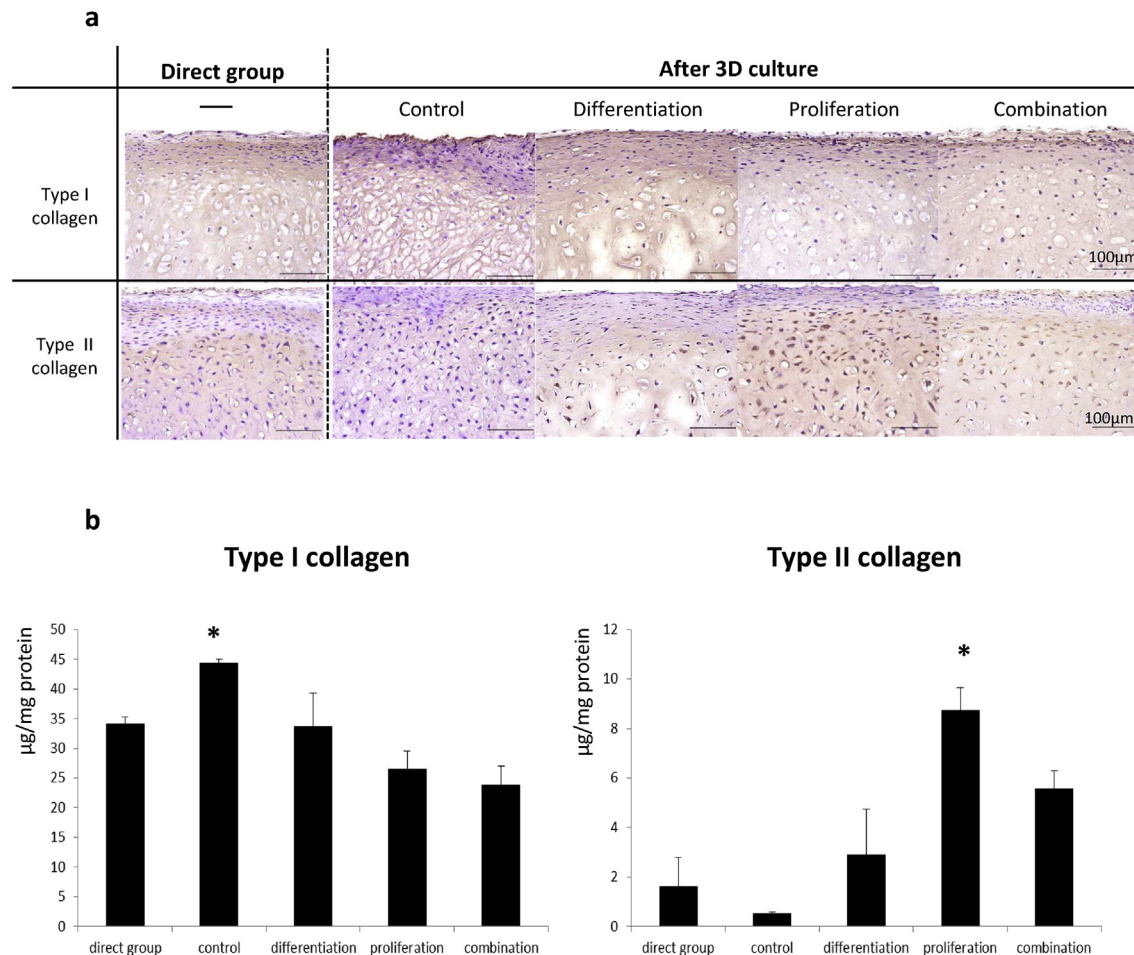 a
Direct group
After 3D culture
—
Control
Differentiation
Proliferation
Combination
Type I
collagen
100µm
Type II
collagen
100µm
b
Type I collagen
µg/mg protein
50
45
40
35
30
25
20
15
10
5
0
*
direct group
control
differentiation
proliferation
combination
Type II collagen
µg/mg protein
12
10
8
6
4
2
0
*
direct group
control
differentiation
proliferation
combination